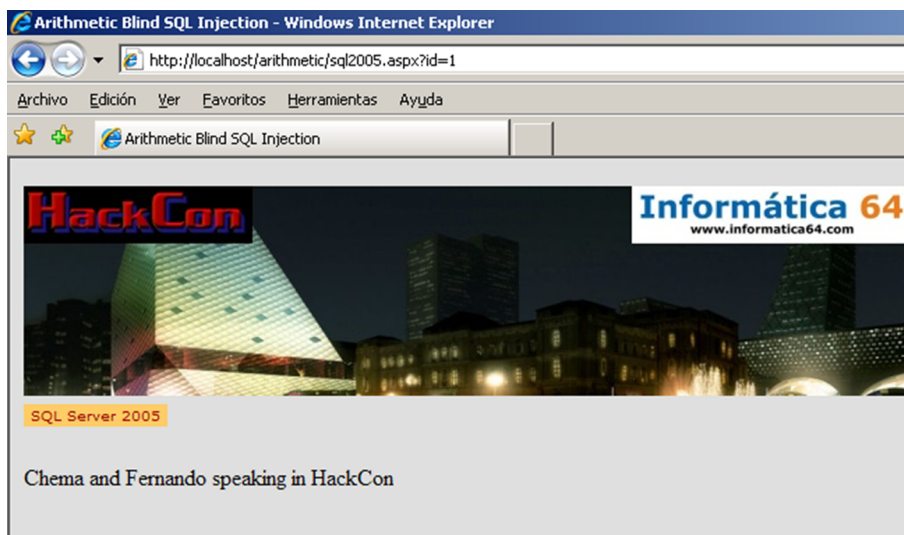 Arithmetic Blind SQL Injection - Windows Internet Explorer
http://localhost/arithmetic/sql2005.aspx?id=1
Archivo Edición Ver Favoritos Herramientas Ayuda
Arithmetic Blind SQL Injection
HackCon
Informática 64
www.informatica64.com
SQL Server 2005
Chema and Fernando speaking in HackCon